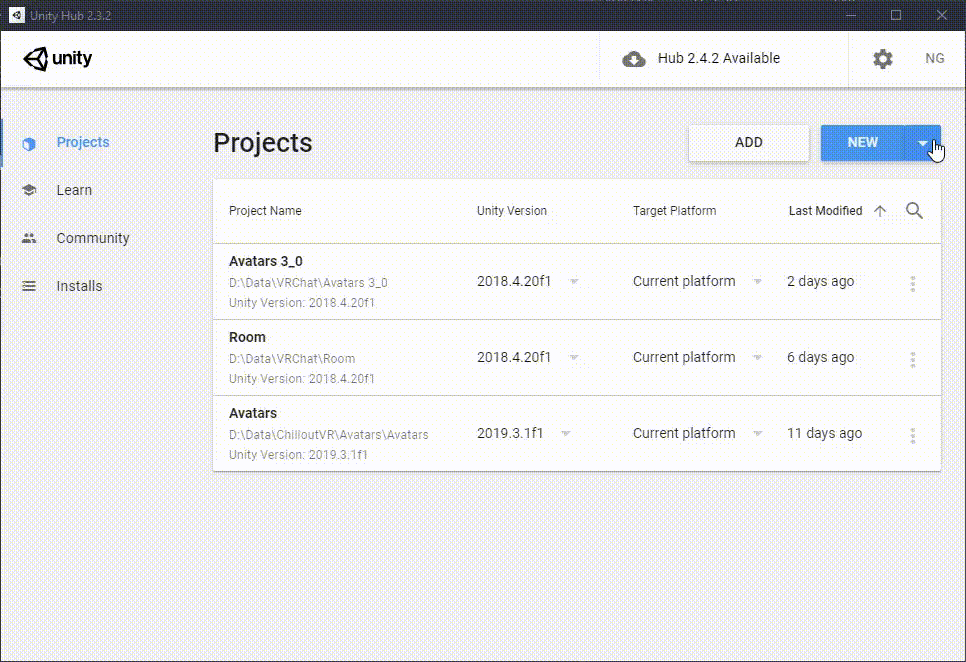 Unity Hub 2.3.2
unity
Hub 2.4.2 Available
NG
Projects
Learn
Community
Installs
Projects
ADD
NEW
Project Name Unity Version Target Platform Last Modified
Avatars 3_0
D:\Data\VRChat\Avatars 3_0
Unity Version: 2018.4.20f1
2018.4.20f1 Current platform 2 days ago
Room
D:\Data\VRChat\Room
Unity Version: 2018.4.20f1
2018.4.20f1 Current platform 6 days ago
Avatars
D:\Data\ChilloutVR\Avatars\Avatars
Unity Version: 2019.3.1f1
2019.3.1f1 Current platform 11 days ago